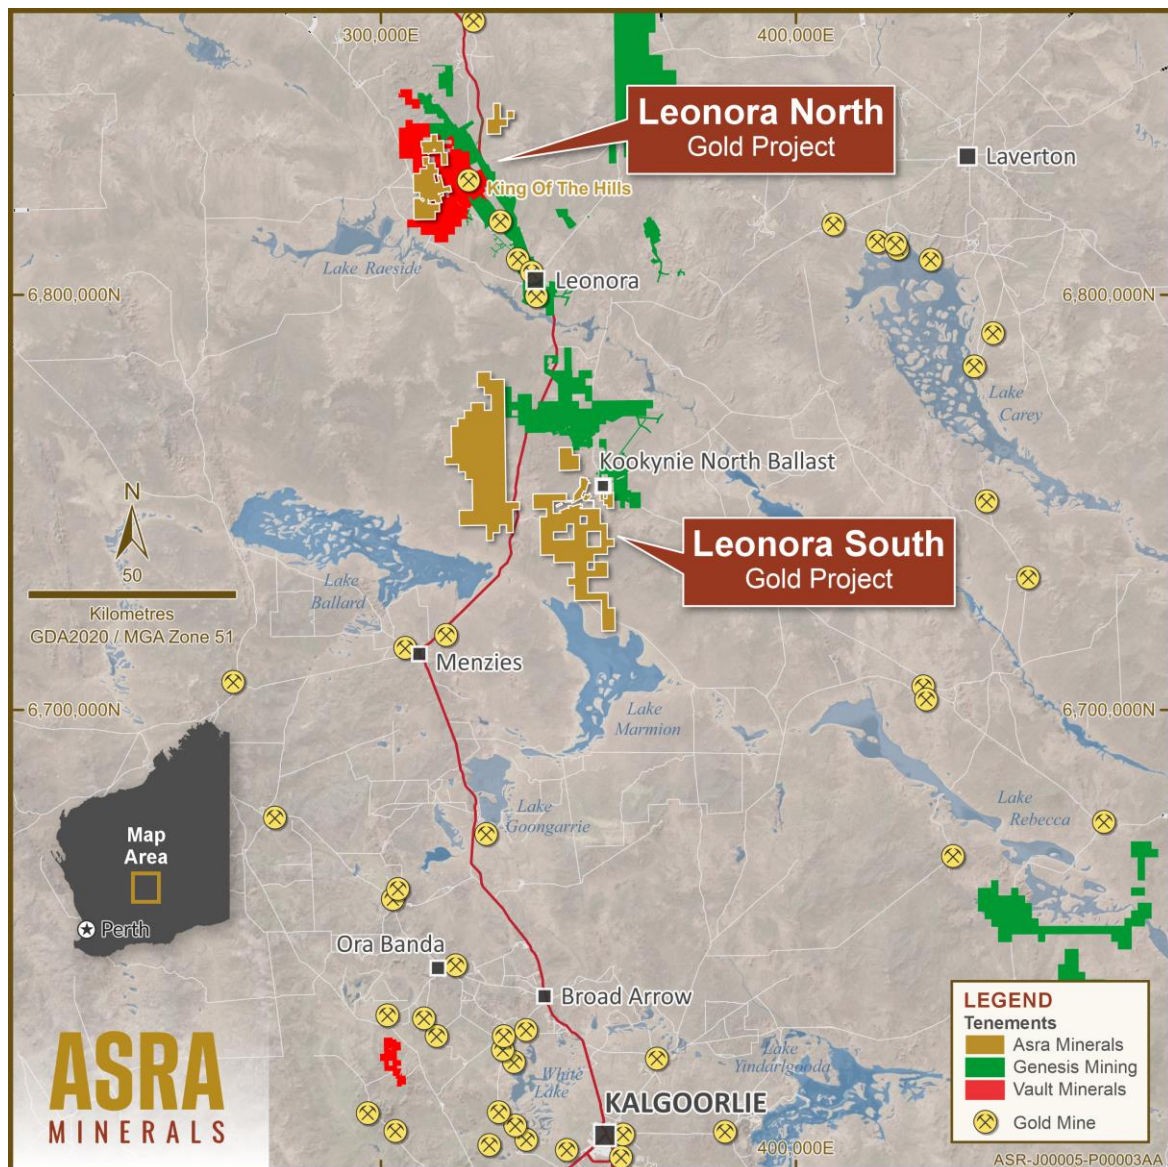 300,000E
400,000E
Leonora North
Gold Project
Laverton
King Of The Hills
Lake Raeside
Leonora
6,800,000N
6,800,000N
Lake
Carey
Kookynie North Ballast
N
50
Kilometres
GDA2020 / MGA Zone 51
Leonora South
Gold Project
Lake
Ballard
Menzies
6,700,000N
6,700,000N
Lake
Marmion
Lake
Goongarrie
Lake
Rebecca
Map
Area
Perth
Ora Banda
Broad Arrow
LEGEND
Tenements
Asra Minerals
Genesis Mining
Vault Minerals
Gold Mine
ASRA
MINERALS
White
Lake
Lake
Yindarlgooda
KALGOORLIE
400,000E
ASR-J00005-P00003AA